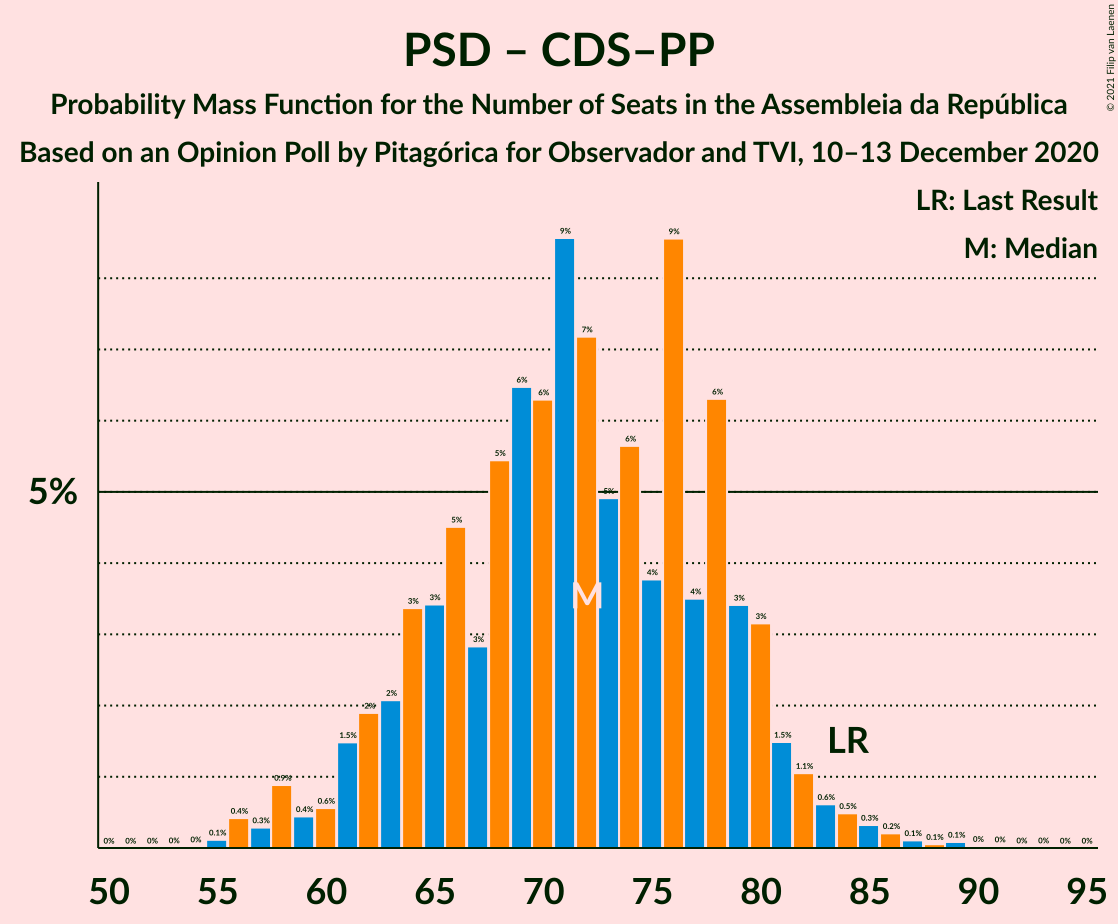 PSD – CDS–PP
Probability Mass Function for the Number of Seats in the Assembleia da República
Based on an Opinion Poll by Pitagórica for Observador and TVI, 10–13 December 2020
© 2021 Filip van Laenen
LR: Last Result
M: Median
5%
0% 0% 0% 0% 0% 0.1% 0.4% 0.3% 0.9% 0.4% 0.6% 1.5% 2% 2% 3% 3% 5% 3% 5% 6% 6% 9% 7% 5% 6% 4% 9% 4% 6% 3% 3% 1.5% 1.1% 0.6% 0.5% 0.3% 0.2% 0.1% 0.1% 0.1% 0% 0% 0% 0% 0% 0%
M
LR
50 55 60 65 70 75 80 85 90 95